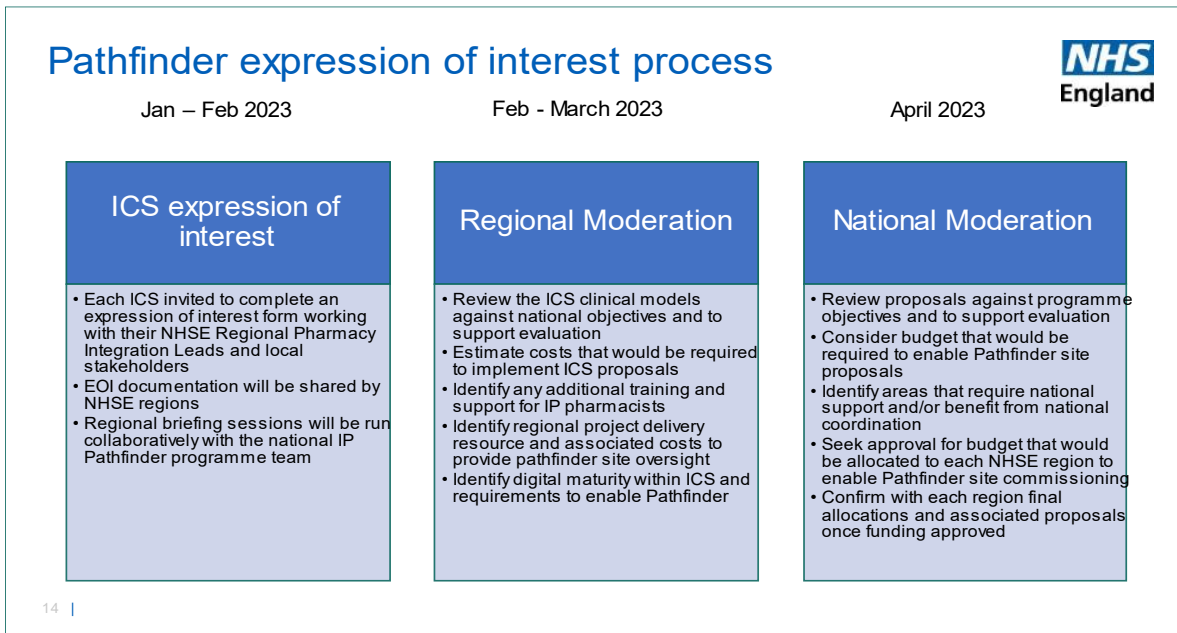 Pathfinder expression of interest process
NHS
England
Jan – Feb 2023
Feb - March 2023
April 2023
ICS expression of
interest
• Each ICS invited to complete an
expression of interest form working
with their NHSE Regional Pharmacy
Integration Leads and local
stakeholders
• EOI documentation will be shared by
NHSE regions
• Regional briefing sessions will be run
collaboratively with the national IP
Pathfinder programme team
Regional Moderation
• Review the ICS clinical models
against national objectives and to
support evaluation
• Estimate costs that would be required
to implement ICS proposals
• Identify any additional training and
support for IP pharmacists
• Identify regional project delivery
resource and associated costs to
provide pathfinder site oversight
• Identify digital maturity within ICS and
requirements to enable Pathfinder
National Moderation
• Review proposals against programme
objectives and to support evaluation
• Consider budget that would be
required to enable Pathfinder site
proposals
• Identify areas that require national
support and/or benefit from national
coordination
• Seek approval for budget that would
be allocated to each NHSE region to
enable Pathfinder site commissioning
• Confirm with each region final
allocations and associated proposals
once funding approved
14 |